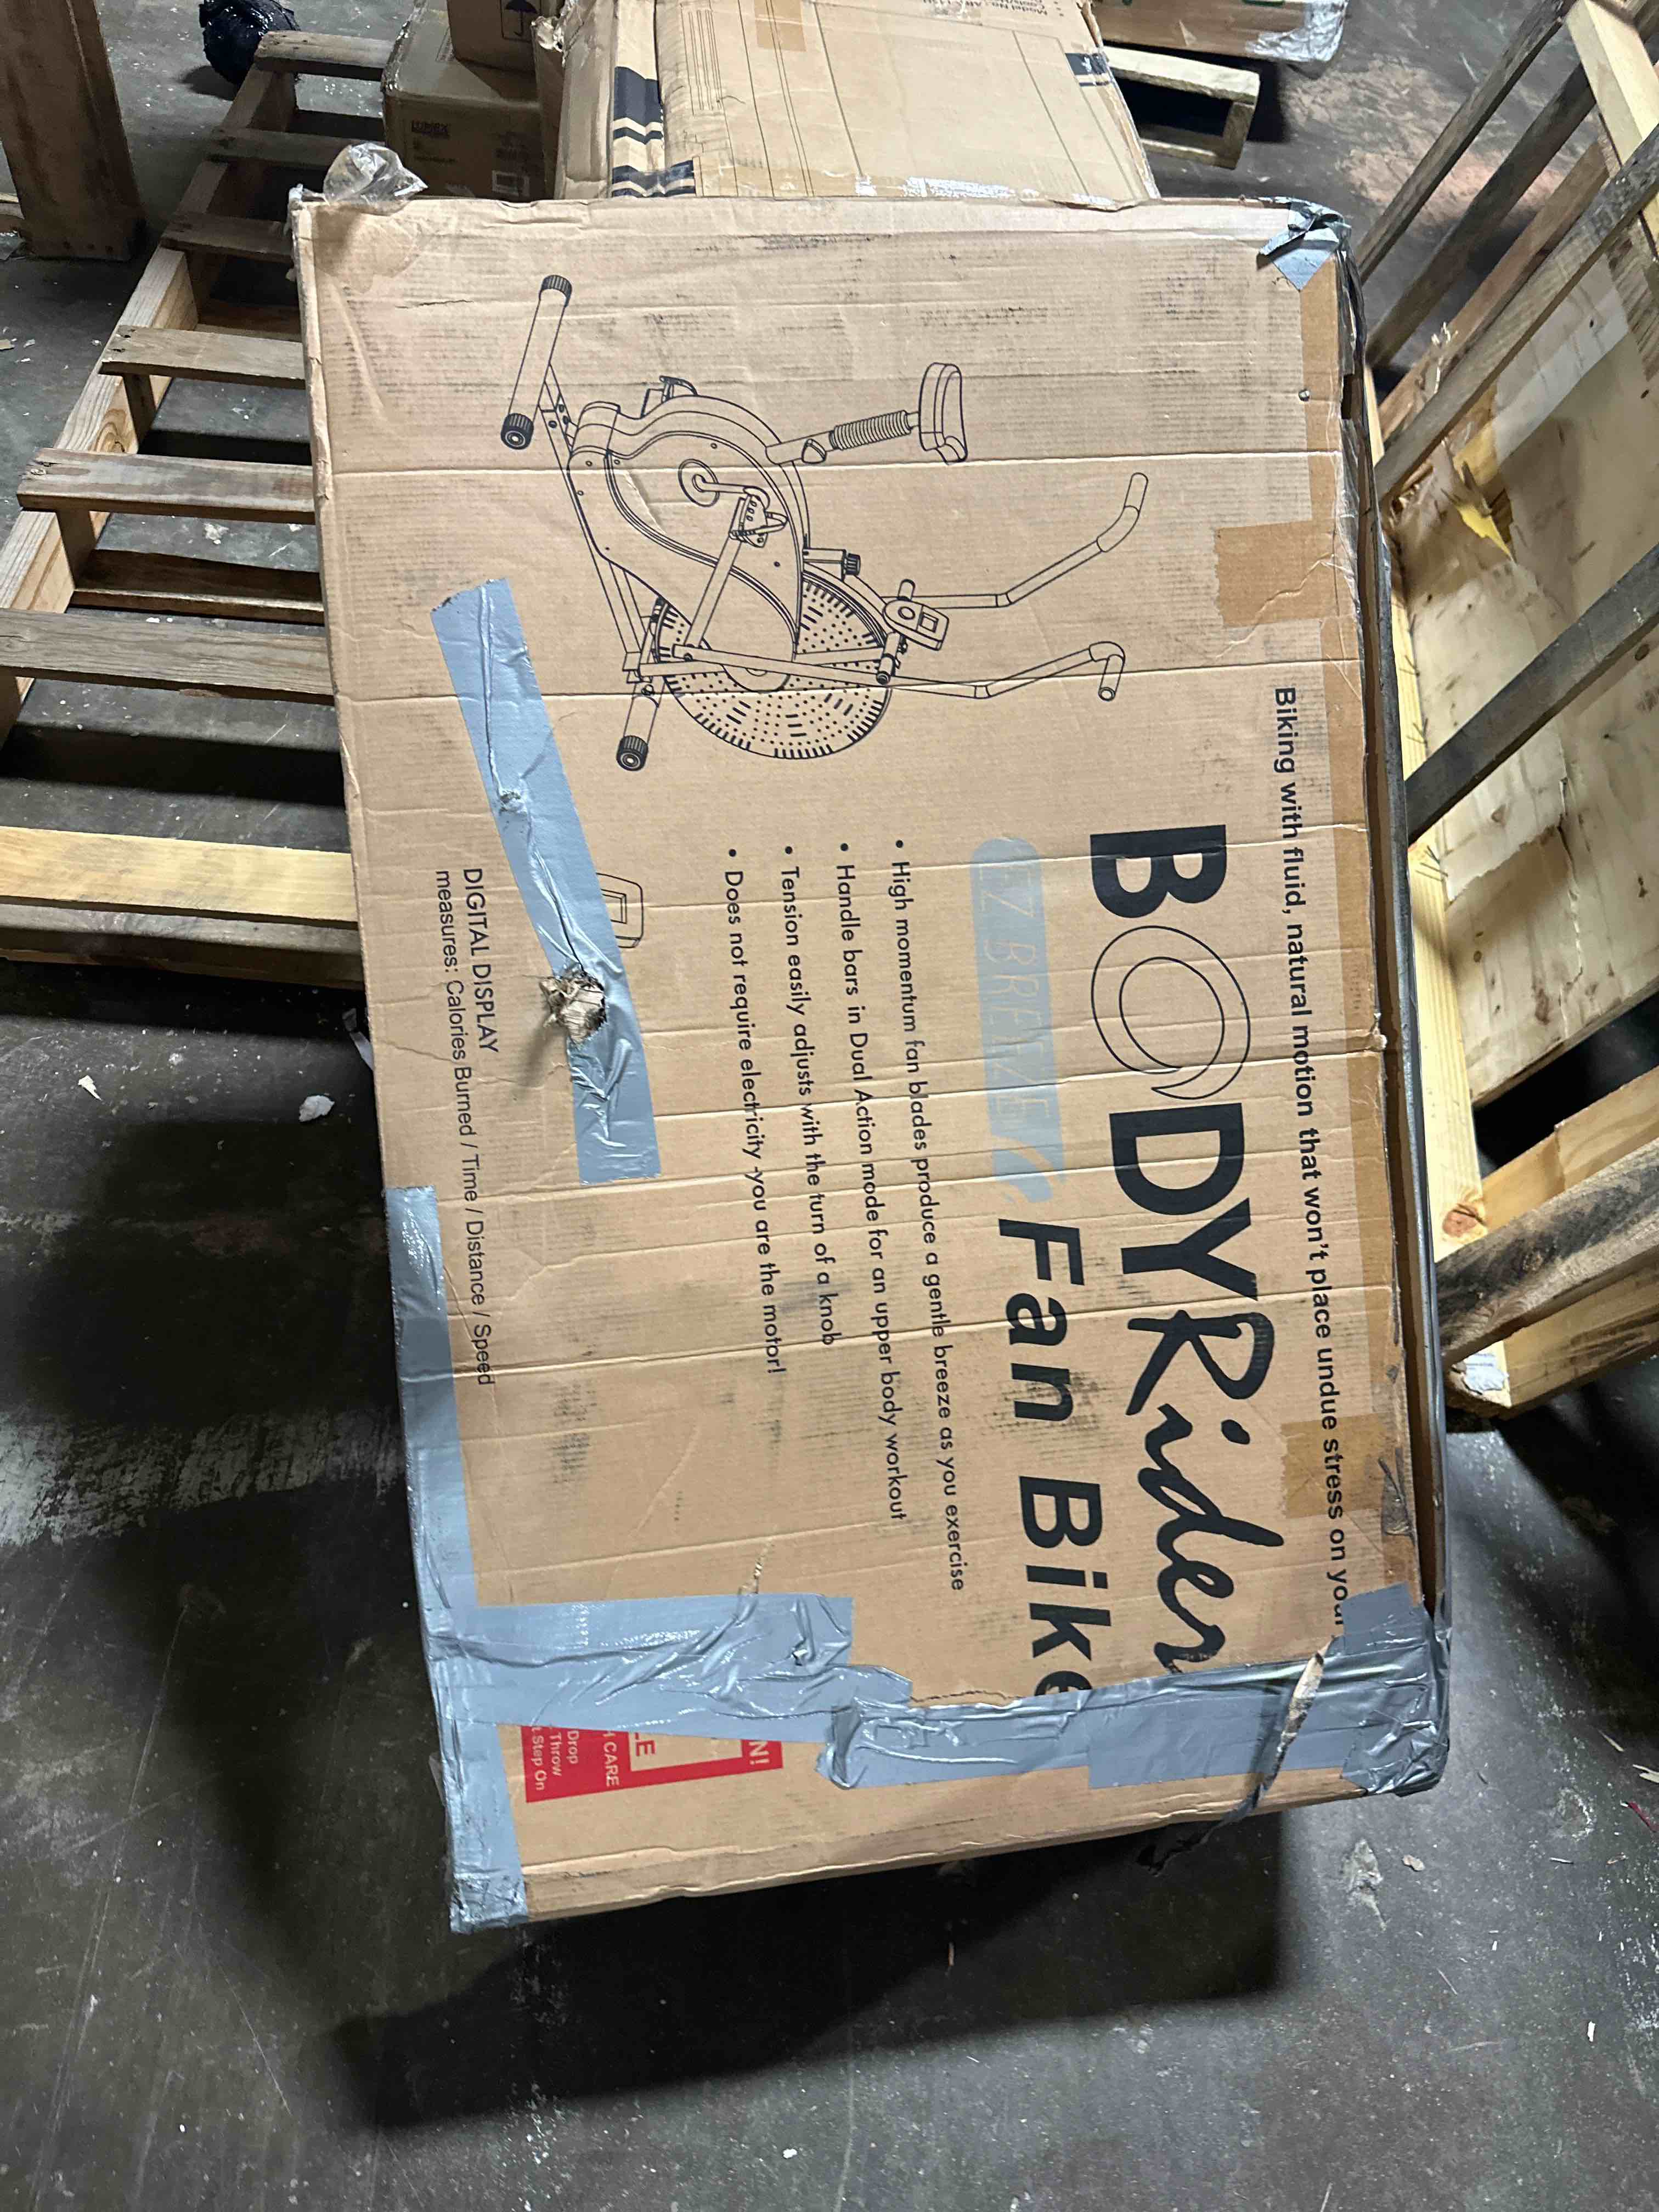 Biking with fluid, natural motion that won't place undue stress on your
BODYRider
EZ BREEZE Fan Bike
• High momentum fan blades produce a gentle breeze as you exercise
• Handle bars in Dual Action mode for an upper body workout
• Tension easily adjusts with the turn of a knob
• Does not require electricity -you are the motor!
DIGITAL DISPLAY
measures: Calories Burned / Time / Distance / Speed
N!
LE
H CARE
Drop
Throw
t Step On